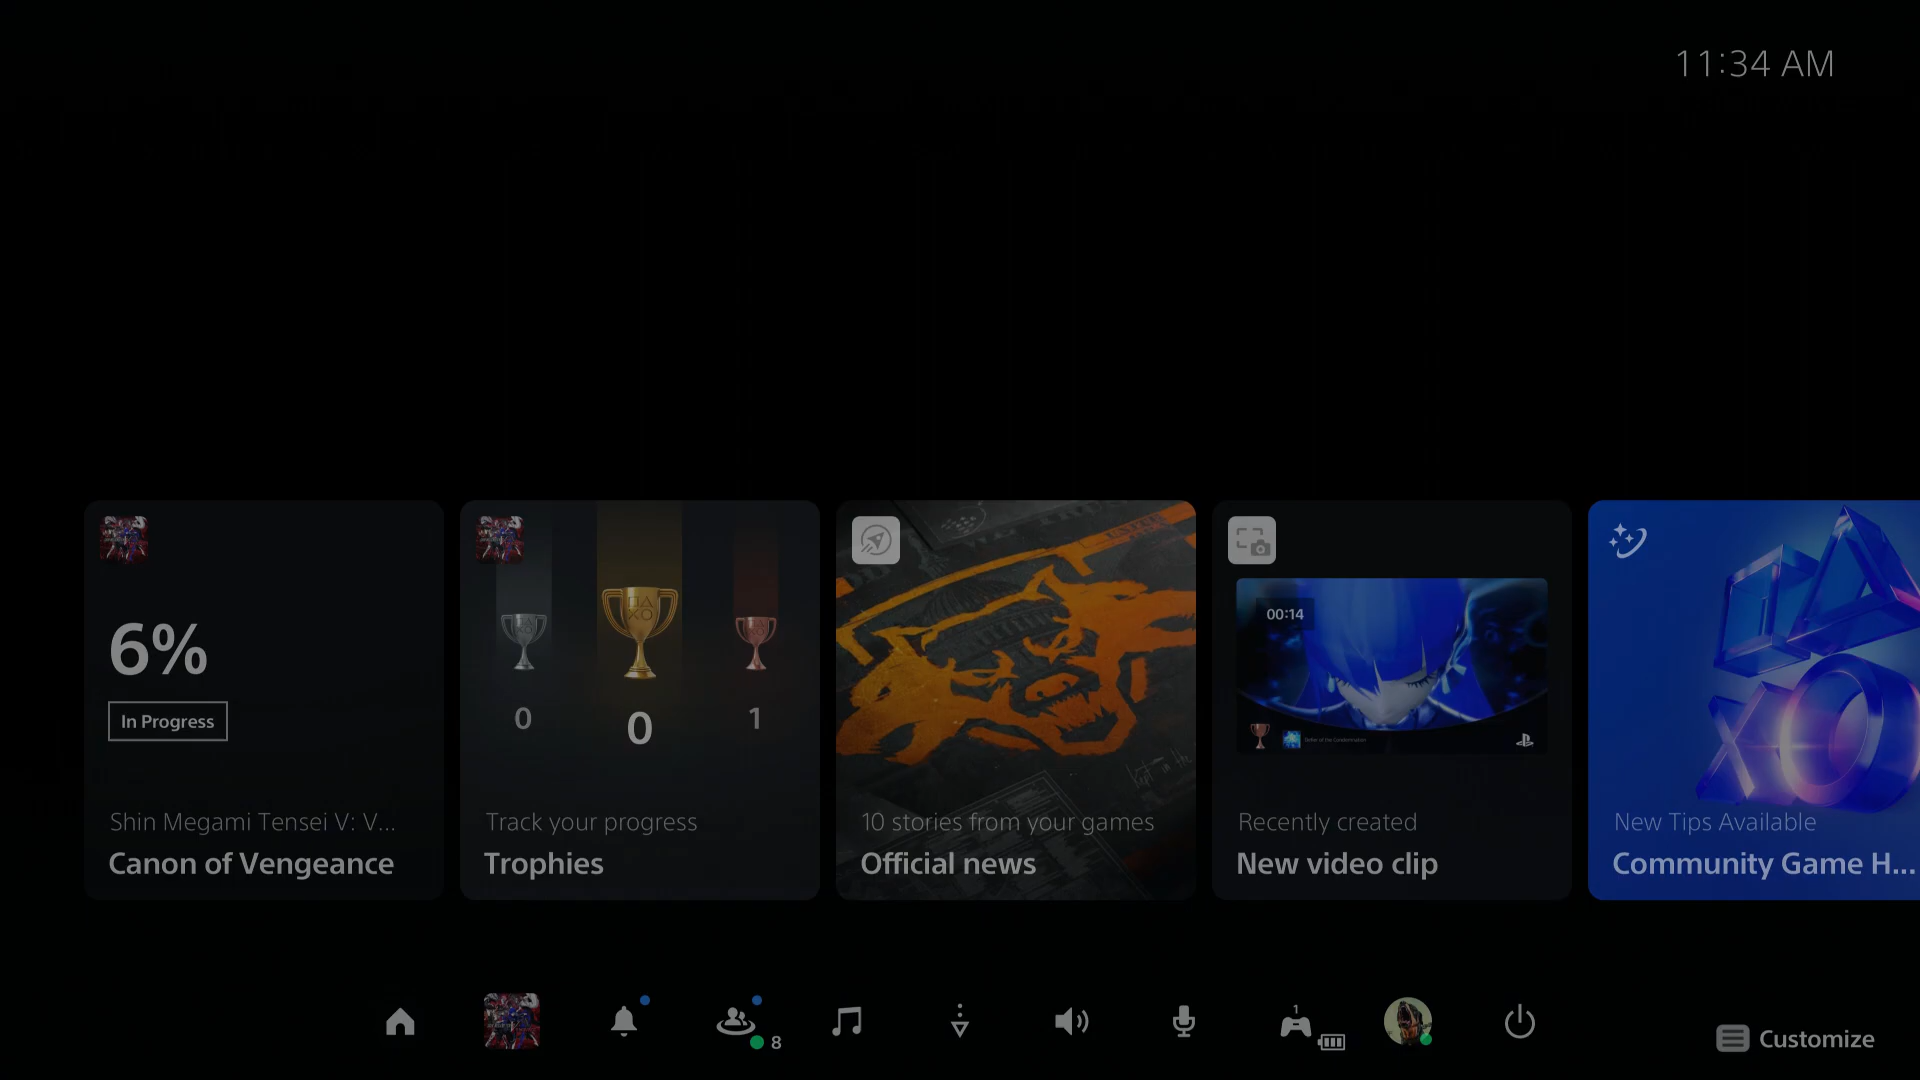 11:34 AM
6%
In Progress
Shin Megami Tensei V: V...
Canon of Vengeance
0
0
1
Track your progress
Trophies
10 stories from your games
Official news
00:14
Recently created
New video clip
New Tips Available
Community Game H...
8
1
Customize